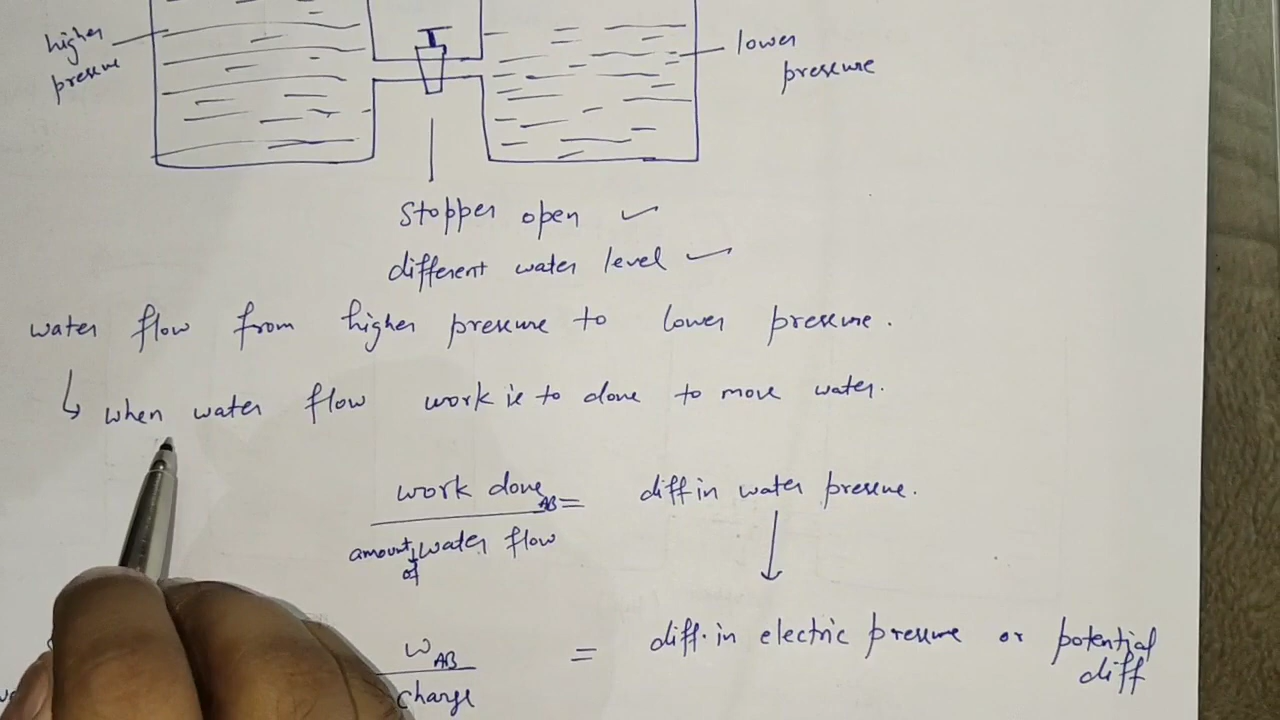 higher
pressure
lower
pressure
Stopper open ✓
different water level ✓
water flow from higher pressure to lower pressure.
↳ when water flow work is to done to move water.
work done AB = diff in water pressure.
amount of water flow
W AB = diff. in electric pressure or potential
diff
charge